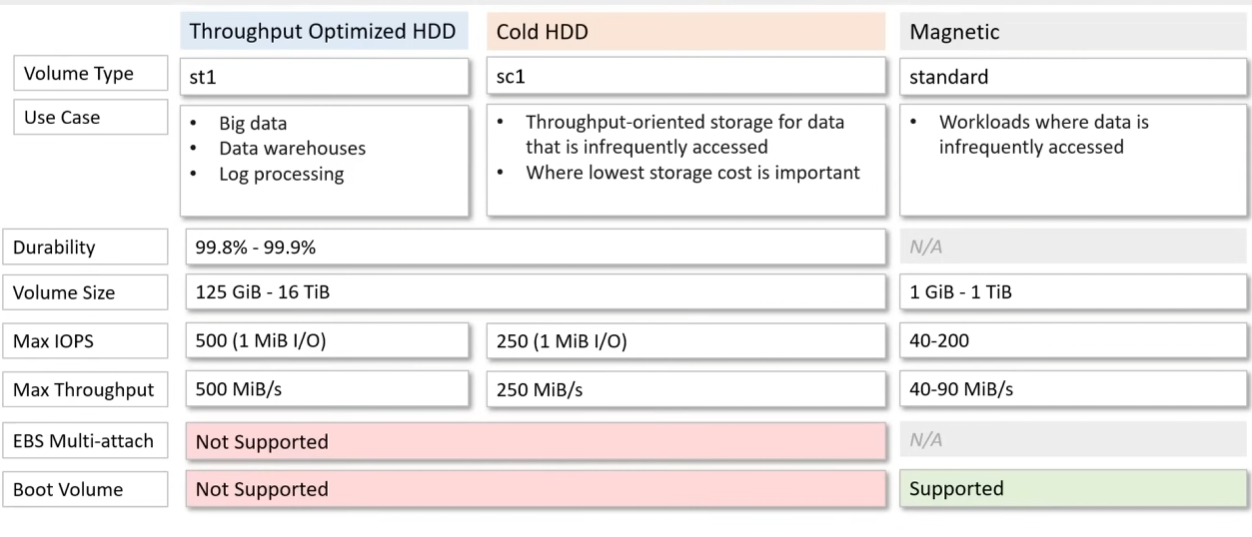 Throughput Optimized HDD Cold HDD Magnetic
Volume Type st1 sc1 standard
Use Case
• Big data
• Data warehouses
• Log processing
• Throughput-oriented storage for data
that is infrequently accessed
• Where lowest storage cost is important
• Workloads where data is
infrequently accessed
Durability 99.8% - 99.9% N/A
Volume Size 125 GiB - 16 TiB 1 GiB - 1 TiB
Max IOPS 500 (1 MiB I/O) 250 (1 MiB I/O) 40-200
Max Throughput 500 MiB/s 250 MiB/s 40-90 MiB/s
EBS Multi-attach Not Supported N/A
Boot Volume Not Supported Supported